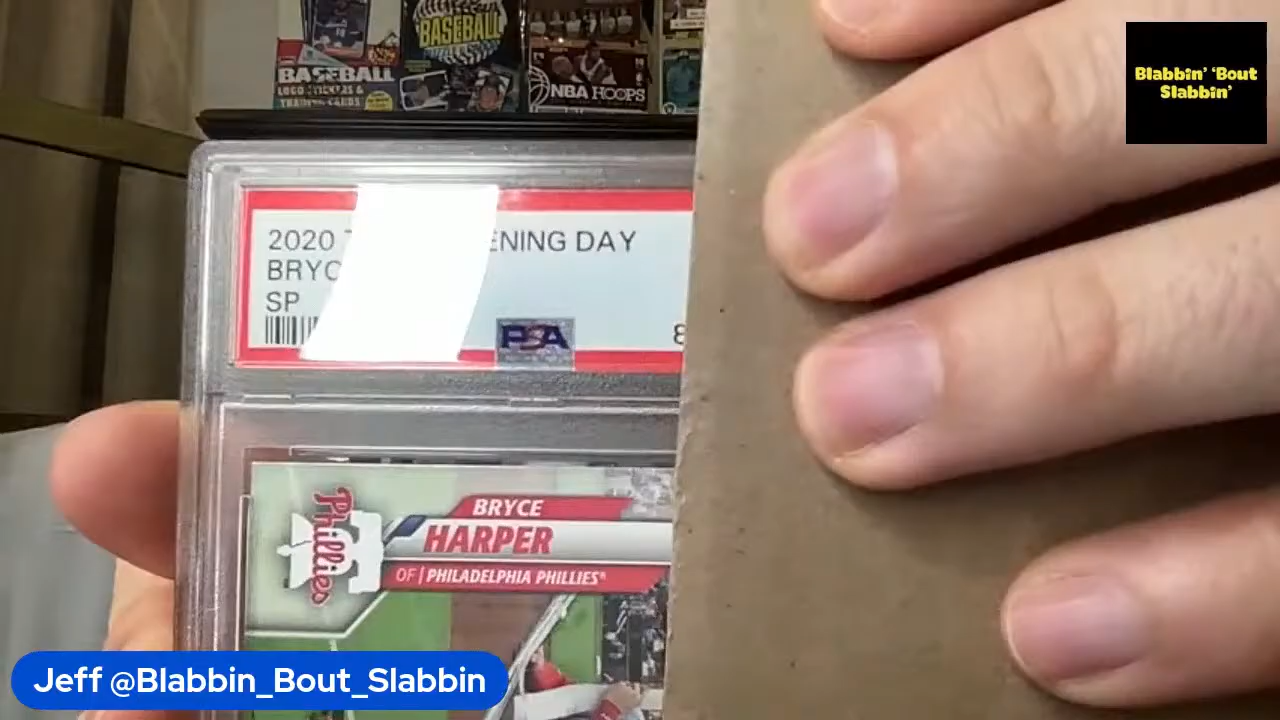 BASEBALL
LOGO STICKERS &
TRADING CARDS
BASEBALL
NBA HOOPS
Blabbin' 'Bout
Slabbin'
2020 ENING DAY
BRYC
SP
PSA
8
BRYCE
HARPER
OF | PHILADELPHIA PHILLIES®
Phillies
Jeff @Blabbin_Bout_Slabbin